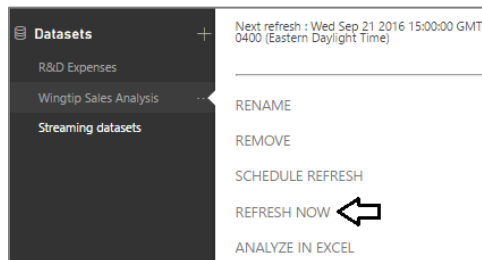 Datasets
R&D Expenses
Wingtip Sales Analysis
Streaming datasets
Next refresh : Wed Sep 21 2016 15:00:00 GMT
0400 (Eastern Daylight Time)
RENAME
REMOVE
SCHEDULE REFRESH
REFRESH NOW
ANALYZE IN EXCEL